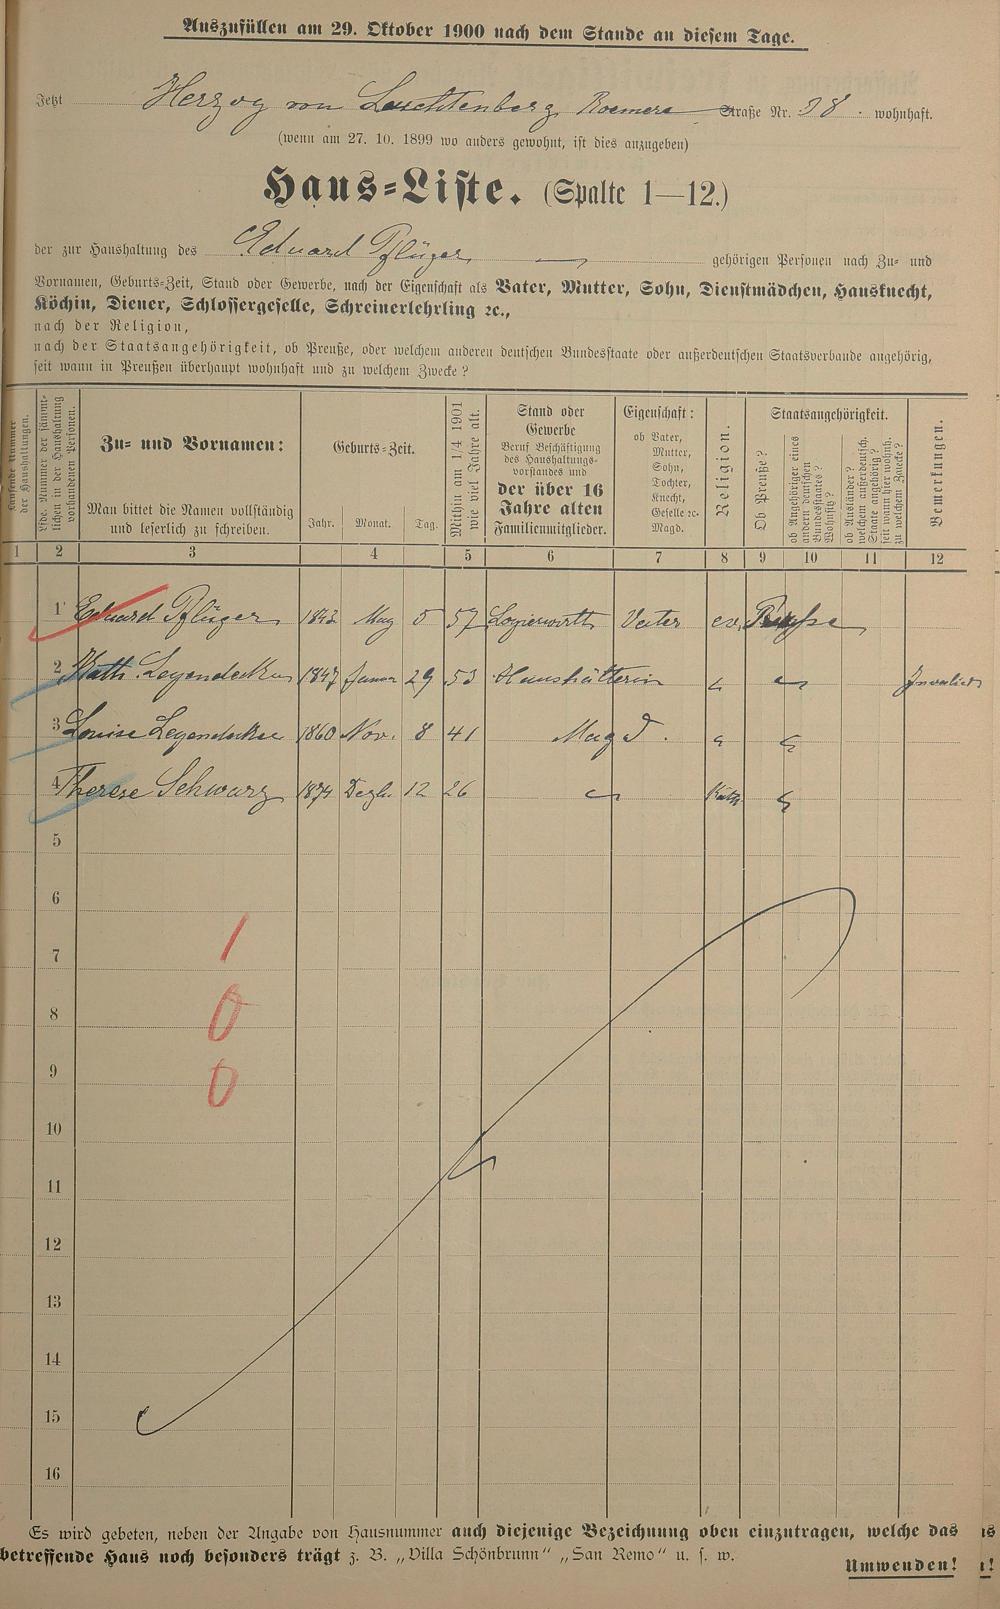 Auszufüllen am 29. Oktober 1900 nach dem Stande an diesem Tage.
Jetzt Herzog von Leuchtenberg Roemer Straße Nr. 38. wohnhaft.
(wenn am 27. 10. 1899 wo anders gewohnt, ist dies anzugeben)
Haus-Liste. (Spalte 1—12.)
der zur Haushaltung des Eduard Pflüger — gehörigen Personen nach Zu- und
Vornamen, Geburts-Zeit, Stand oder Gewerbe, nach der Eigenschaft als Vater, Mutter, Sohn, Dienstmädchen, Hausknecht,
Köchin, Diener, Schlossergeselle, Schreinerlehrling ꝛc.,
nach der Religion,
nach der Staatsangehörigkeit, ob Preuße, oder welchem anderen deutschen Bundesstaate oder außerdeutschen Staatsverbande angehörig,
seit wann in Preußen überhaupt wohnhaft und zu welchem Zwecke?
Laufende Nummer
der Haushaltungen.
Lfde. Nummer der sämmt-
lichen in der Haushaltung
vorhandenen Personen.
Zu- und Vornamen:
Man bittet die Namen vollständig
und leserlich zu schreiben.
Geburts-Zeit.
Jahr. Monat. Tag.
Mithin am 1/4 1901
wie viel Jahre alt.
Stand oder
Gewerbe
Beruf Beschäftigung
des Haushaltungs-
vorstandes und
der über 16
Jahre alten
Familienmitglieder.
Eigenschaft:
ob Vater,
Mutter,
Sohn,
Tochter,
Knecht,
Geselle ꝛc.
Magd.
Religion.
Staatsangehörigkeit.
Ob Preuße?
ob Angehöriger eines
andern deutschen
Bundesstaates?
Wohnsitz?
ob Ausländer?
welchem außerdeutsch.
Staate angehörig?
seit wann hier wohnh.
zu welchem Zwecke?
Bemerkungen.
1 2 3 4 5 6 7 8 9 10 11 12
1 Eduard Pflüger 1843 May 5 57 Vater ev. Preuße
2 Kath. Legendecker 1847 Januar 29 53 Haushälterin " " Invalied
3 Louise Legendecker 1860 Nov. 8 41 Magd. " "
4 Therese Schwarz 1874 Dezbr 12 26 " Kath. "
5
6
7
8
9
10
11
12
13
14
15
16
1
0
0
Es wird gebeten, neben der Angabe von Hausnummer auch diejenige Bezeichnung oben einzutragen, welche das
betreffende Haus noch besonders trägt z. B. „Villa Schönbrunn“ „San Remo“ u. s. w.
Umwenden!